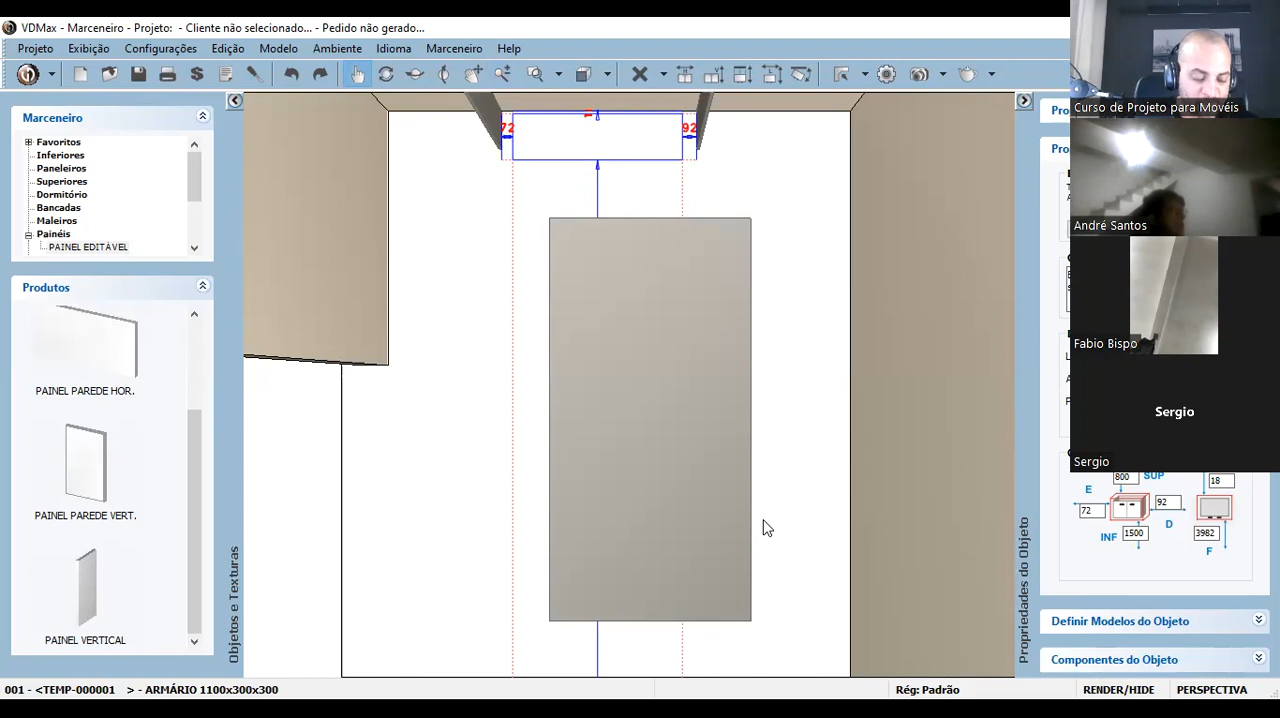 VDMax - Marceneiro - Projeto:  - Cliente não selecionado... - Pedido não gerado...
Projeto Exibição Configurações Edição Modelo Ambiente Idioma Marceneiro Help
Marceneiro
Favoritos
Inferiores
Paneleiros
Superiores
Dormitório
Bancadas
Maleiros
Painéis
PAINEL EDITÁVEL
Produtos
PAINEL PAREDE HOR.
PAINEL PAREDE VERT.
PAINEL VERTICAL
Objetos e Texturas
72
92
Propriedades do Objeto
Curso de Projeto para Movéis
André Santos
Fabio Bispo
Sergio
Sergio
800
SUP
18
E
72
92
D
INF
1500
3982
F
Definir Modelos do Objeto
Componentes do Objeto
001 - <TEMP-000001 > - ARMÁRIO 1100x300x300
Rég: Padrão
RENDER/HIDE
PERSPECTIVA